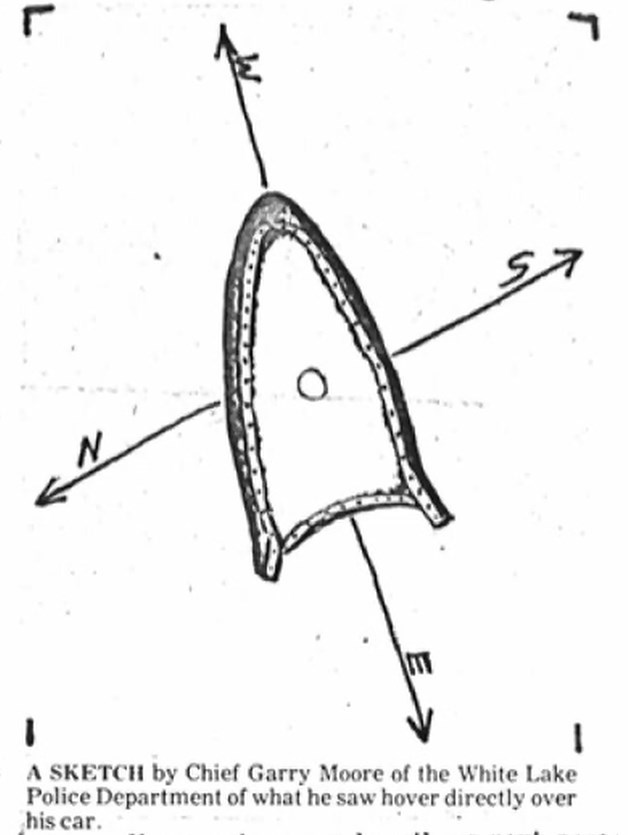 W
S
N
E
A SKETCH by Chief Garry Moore of the White Lake
Police Department of what he saw hover directly over
his car.